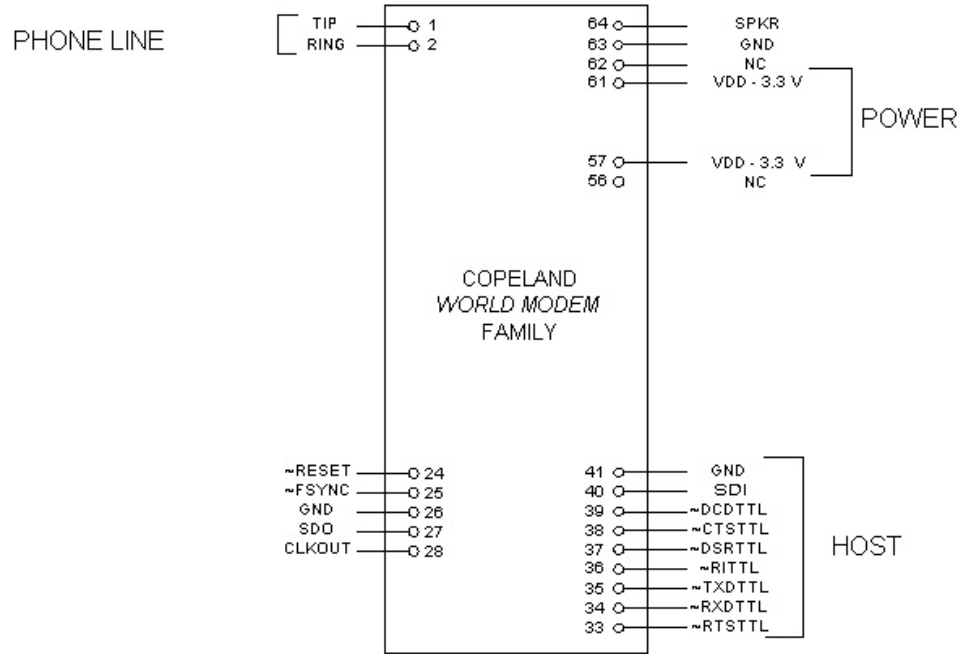 PHONE LINE
TIP 1
RING 2
64 SPKR
63 GND
62 NC
61 VDD - 3.3 V
POWER
57 VDD - 3.3 V
56 NC
COPELAND
WORLD MODEM
FAMILY
~RESET 24
~FSYNC 25
GND 26
SDO 27
CLKOUT 28
41 GND
40 SDI
39 ~DCDTTL
38 ~CTSTTL
37 ~DSRTTL
36 ~RITTL
35 ~TXDTTL
34 ~RXDTTL
33 ~RTSTTL
HOST